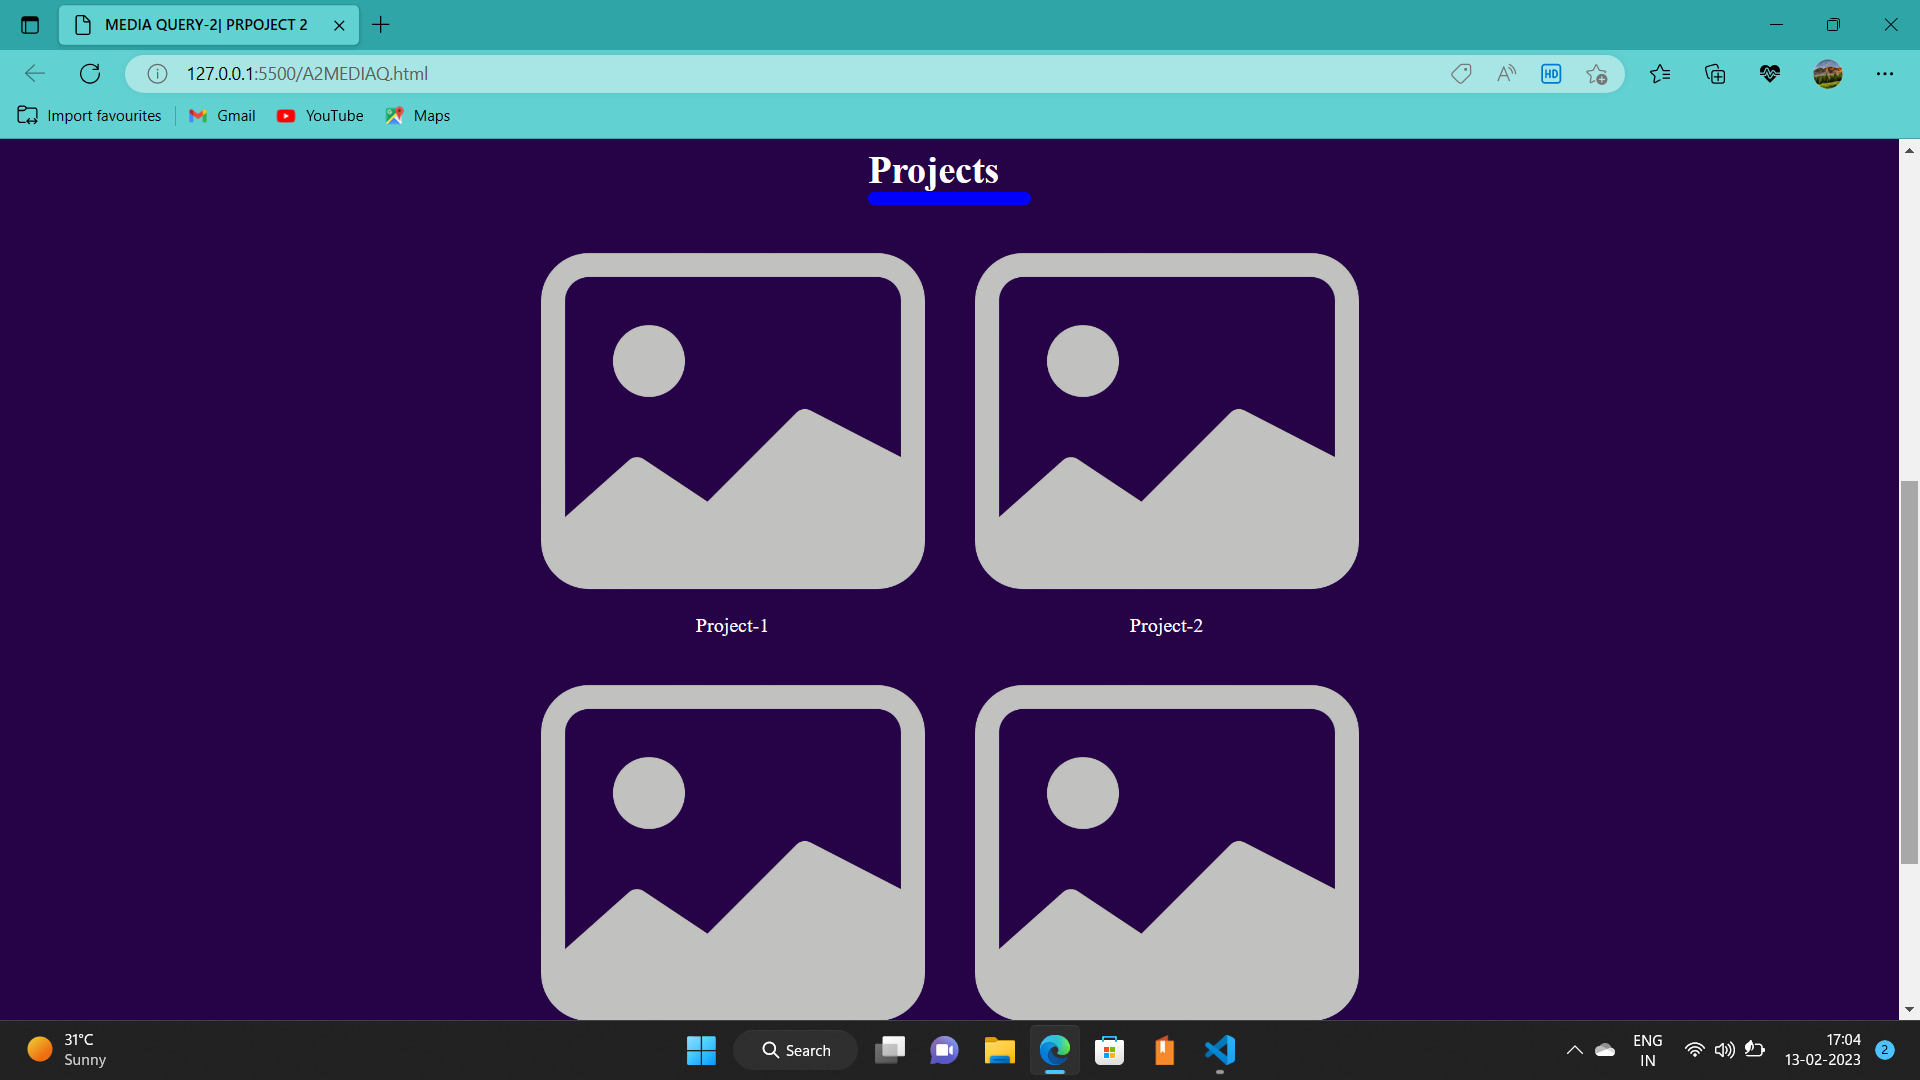 MEDIA QUERY-2| PRPOJECT 2
127.0.0.1:5500/A2MEDIAQ.html
HD
Import favourites
Gmail
YouTube
Maps
Projects
Project-1
Project-2
31°C
Sunny
Search
ENG
IN
17:04
13-02-2023
2